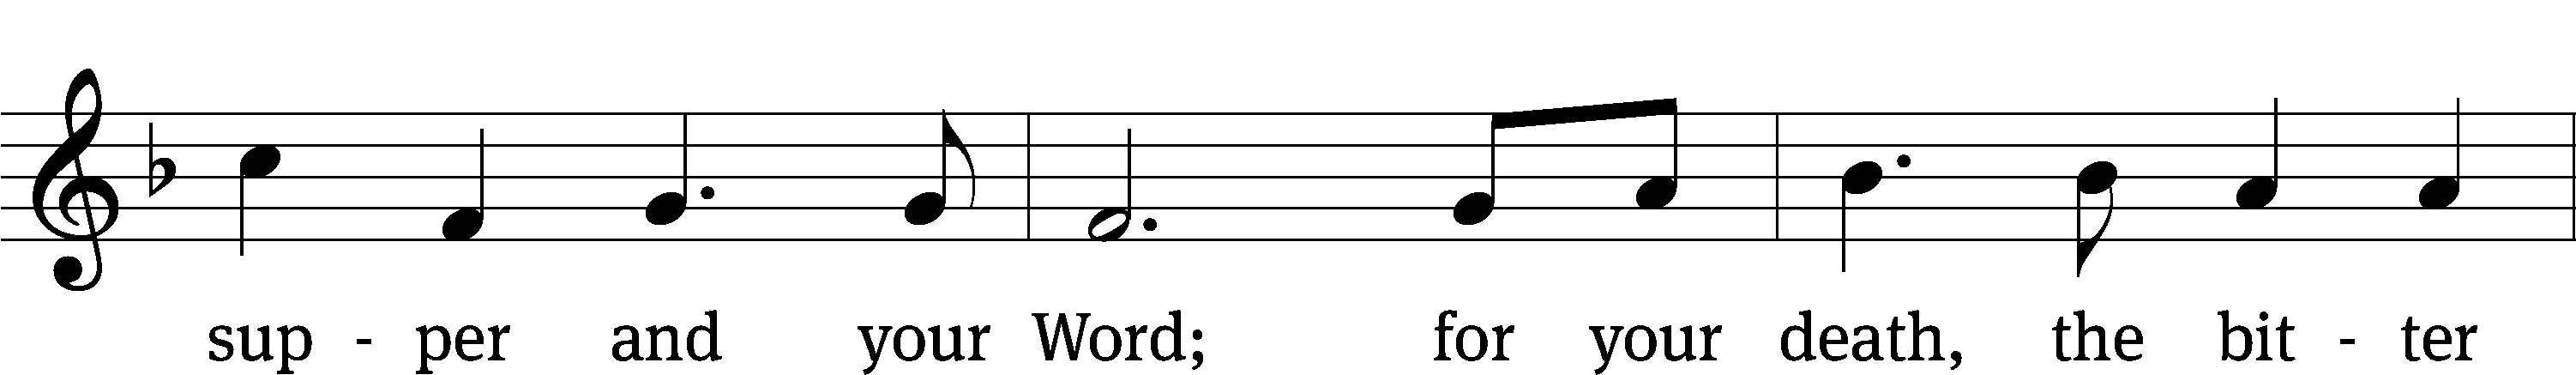 sup - per and your Word; for your death, the bit - ter